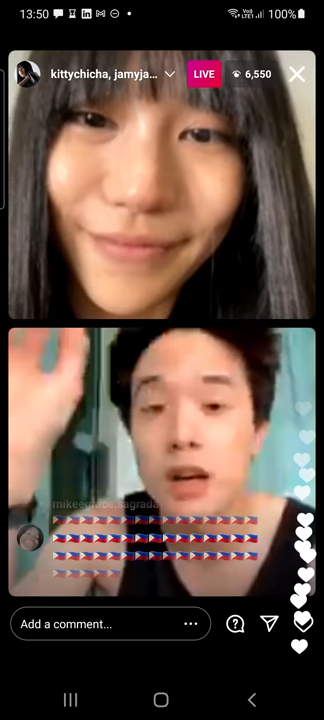 13:50
100%
kittychicha, jamyja...
LIVE
6,550
mikeegrace.sagrada
Add a comment...